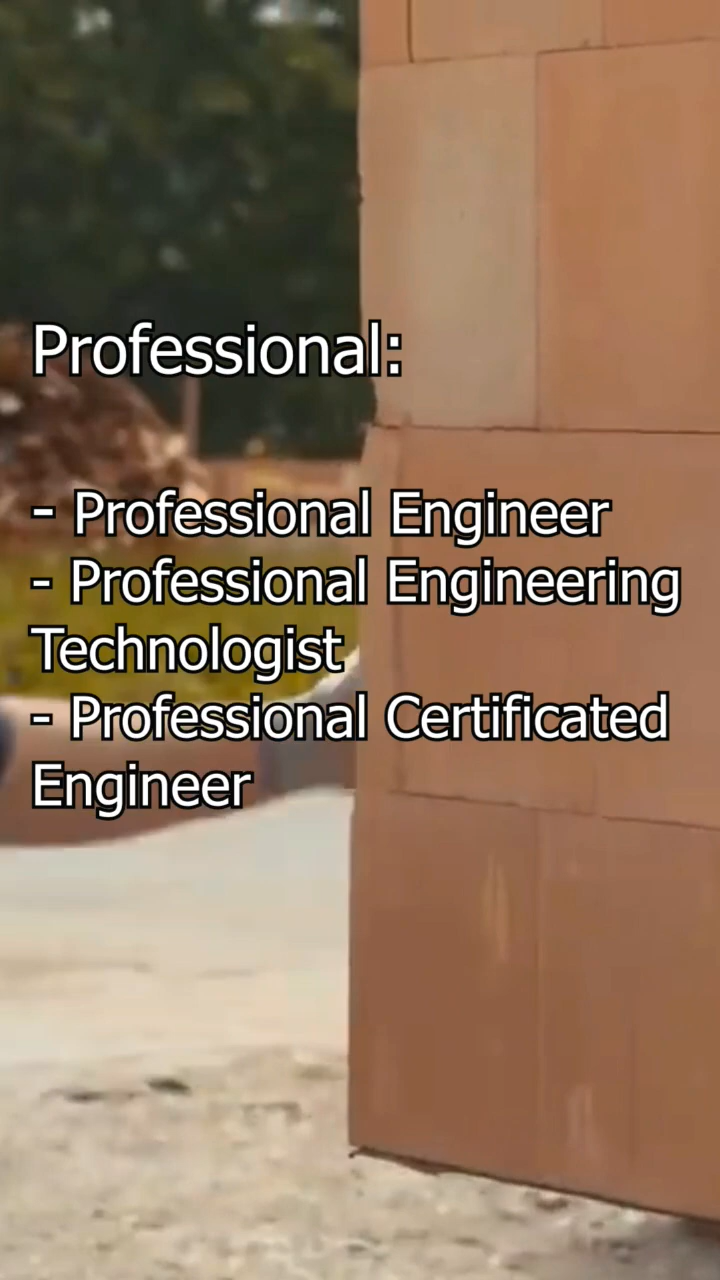 Professional:
- Professional Engineer
- Professional Engineering
Technologist
- Professional Certificated
Engineer